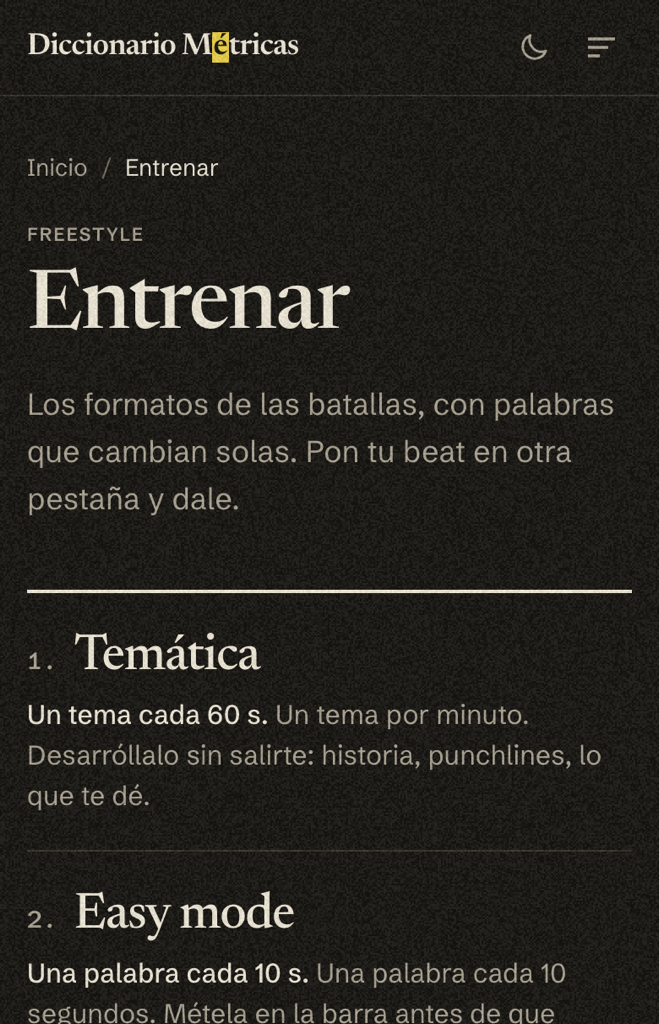 Diccionario Métricas
Inicio / Entrenar
FREESTYLE
Entrenar
Los formatos de las batallas, con palabras
que cambian solas. Pon tu beat en otra
pestaña y dale.
1. Temática
Un tema cada 60 s. Un tema por minuto.
Desarróllalo sin salirte: historia, punchlines, lo
que te dé.
2. Easy mode
Una palabra cada 10 s. Una palabra cada 10
segundos. Métela en la barra antes de que